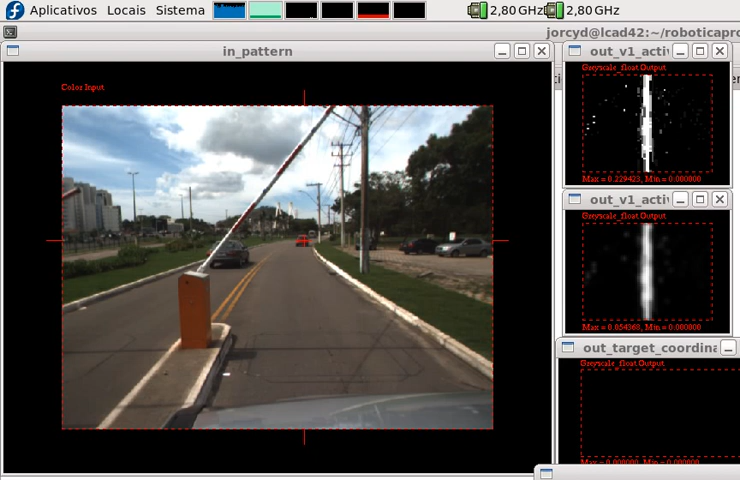 Aplicativos Locais Sistema 2,80 GHz 2,80 GHz
jorcyd@lcad42:~/roboticapro
in_pattern
Color Input
out_v1_activ
Greyscale_float Output
Max = 0.229433, Min = 0.000000
out_v1_activ
Greyscale_float Output
Max = 0.054368, Min = 0.000000
out_target_coordina
Greyscale_float Output
Max = 0.000000, Min = 0.000000